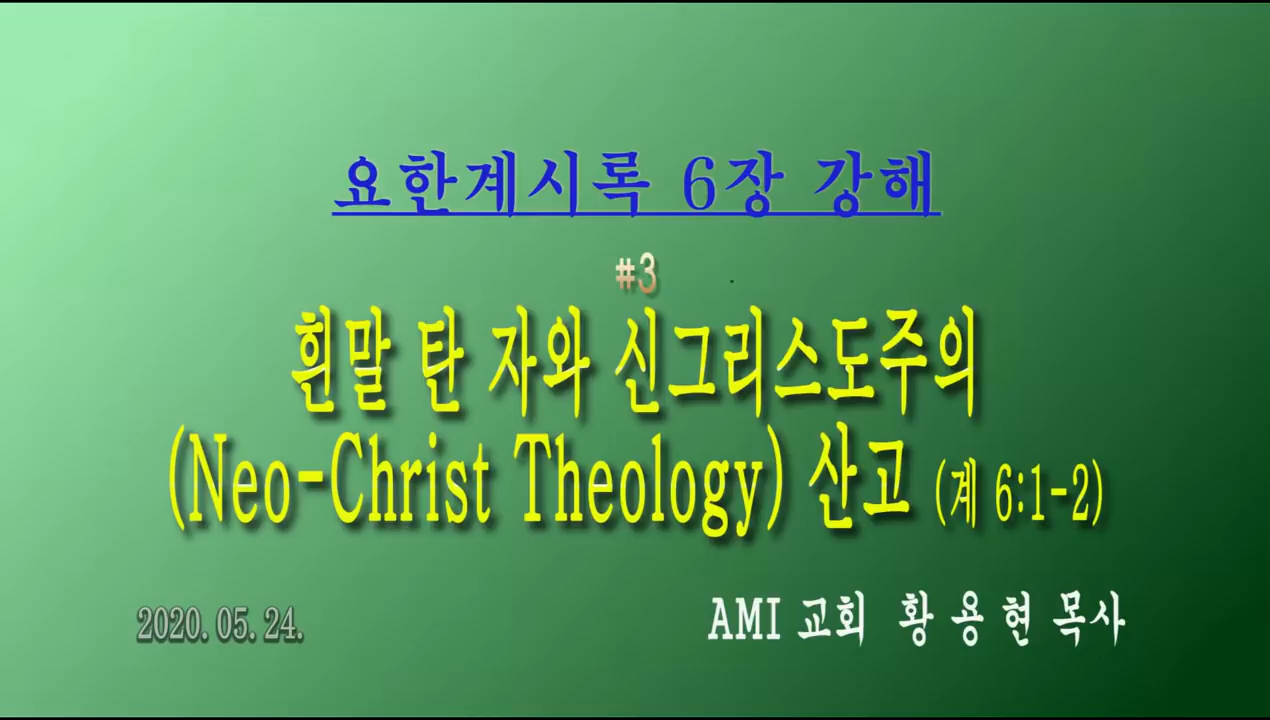 요한계시록 6장 강해
#3
흰말 탄 자와 신그리스도주의
(Neo-Christ Theology) 산고 (계 6:1-2)
2020. 05. 24.
AMI 교회 황용현 목사